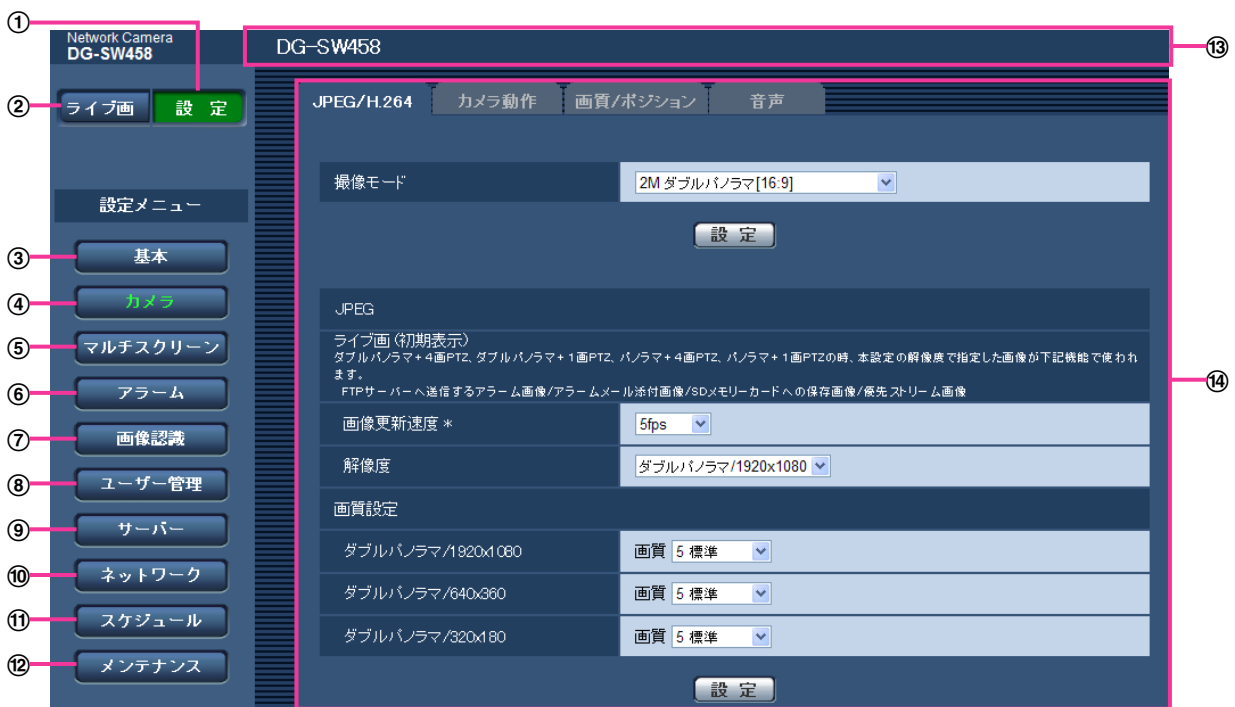 ①
Network Camera
DG-SW458
DG-SW458
⑬
②
ライブ画
設 定
JPEG/H.264
カメラ動作
画質/ポジション
音声
撮像モード
2M ダブルパノラマ[16:9]
設定メニュー
設 定
③
基本
④
カメラ
JPEG
⑤
マルチスクリーン
ライブ画(初期表示)
ダブルパノラマ+4画PTZ、ダブルパノラマ+1画PTZ、パノラマ+4画PTZ、パノラマ+1画PTZの時、本設定の解像度で指定した画像が下記機能で使われ
ます。
FTPサーバーへ送信するアラーム画像/アラームメール添付画像/SDメモリーカードへの保存画像/優先ストリーム画像
⑭
⑥
アラーム
画像更新速度 *
5fps
⑦
画像認識
解像度
ダブルパノラマ/1920x1080
⑧
ユーザー管理
画質設定
⑨
サーバー
ダブルパノラマ/1920x1080
画質 5 標準
⑩
ネットワーク
ダブルパノラマ/640x360
画質 5 標準
⑪
スケジュール
ダブルパノラマ/320x180
画質 5 標準
⑫
メンテナンス
設 定